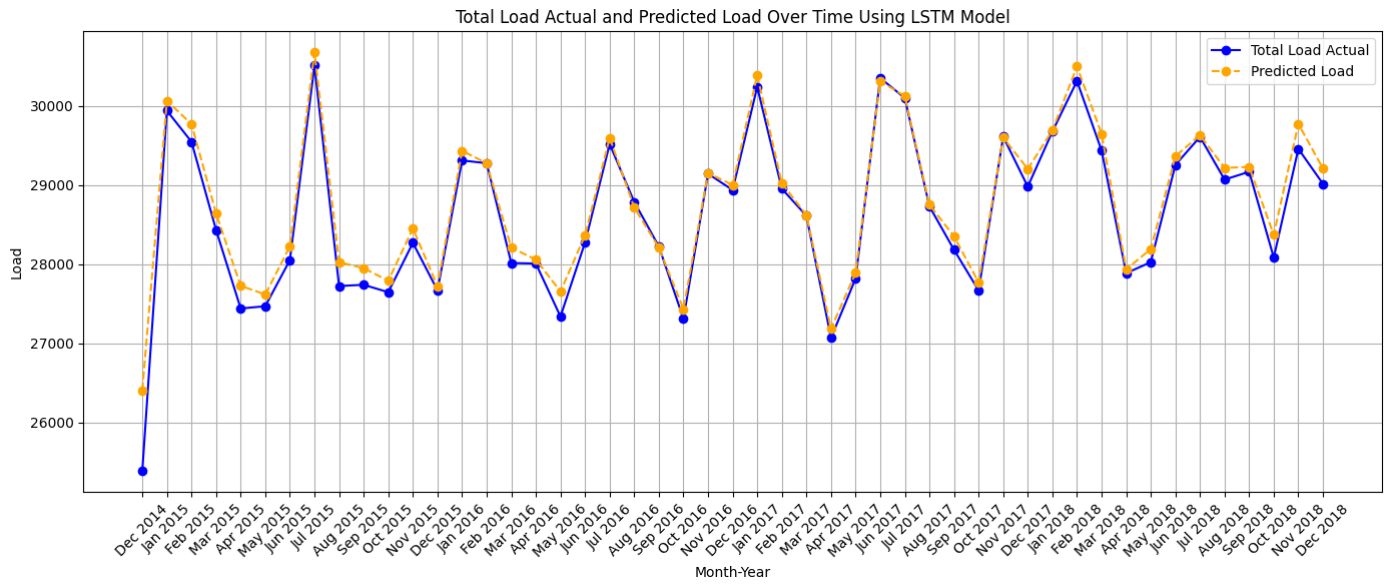 Total Load Actual and Predicted Load Over Time Using LSTM Model
Total Load Actual
Predicted Load
30000
29000
28000
27000
26000
Load
Dec 2014
Jan 2015
Feb 2015
Mar 2015
Apr 2015
May 2015
Jun 2015
Jul 2015
Aug 2015
Sep 2015
Oct 2015
Nov 2015
Dec 2015
Jan 2016
Feb 2016
Mar 2016
Apr 2016
May 2016
Jun 2016
Jul 2016
Aug 2016
Sep 2016
Oct 2016
Nov 2016
Dec 2016
Jan 2017
Feb 2017
Mar 2017
Apr 2017
May 2017
Jun 2017
Jul 2017
Aug 2017
Sep 2017
Oct 2017
Nov 2017
Dec 2017
Jan 2018
Feb 2018
Mar 2018
Apr 2018
May 2018
Jun 2018
Jul 2018
Aug 2018
Sep 2018
Oct 2018
Nov 2018
Dec 2018
Month-Year